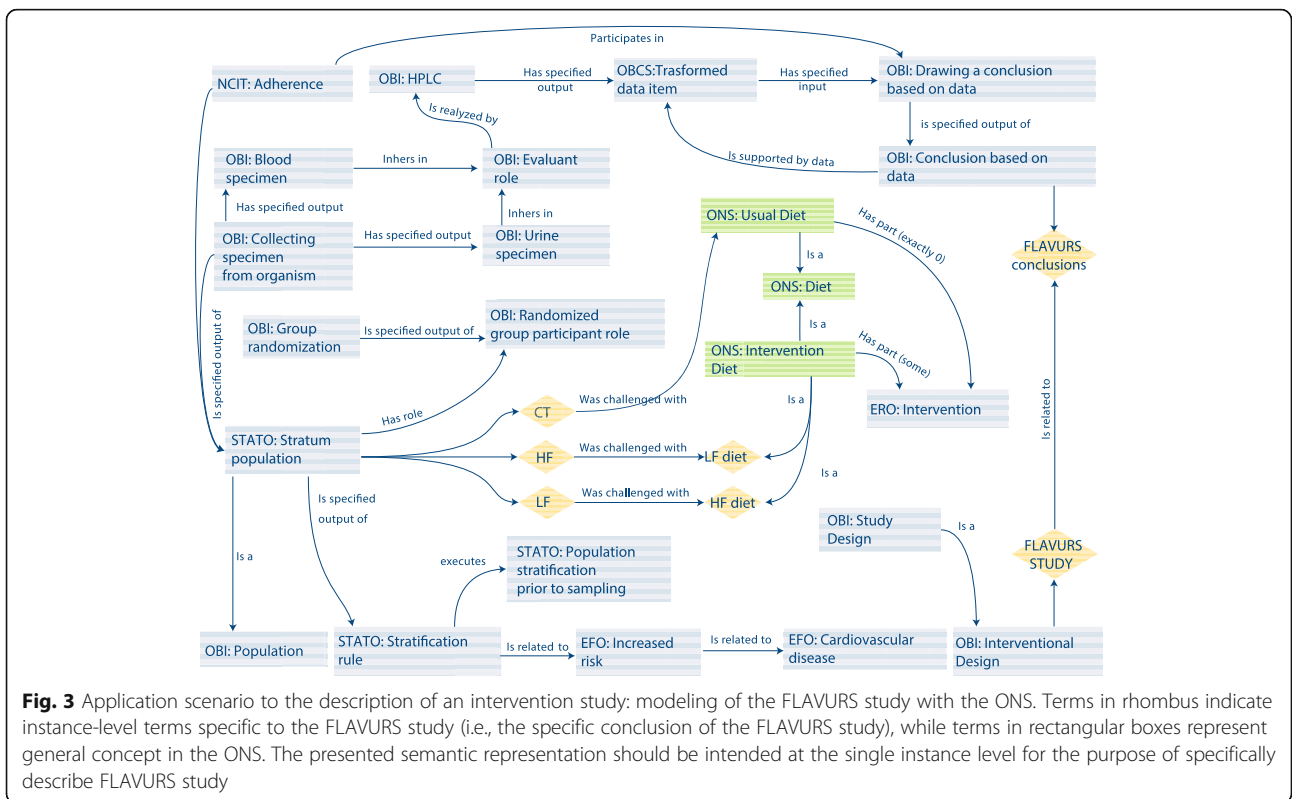 Participates in
NCIT: Adherence
OBI: HPLC
Has specified
output
OBCS:Trasformed
data item
Has specified
input
OBI: Drawing a conclusion
based on data
Is realyzed by
is specified output of
OBI: Blood
specimen
Inhers in
OBI: Evaluant
role
Is supported by data
OBI: Conclusion based on
data
Has specified output
Inhers in
OBI: Collecting
specimen
from organism
Has specified output
OBI: Urine
specimen
ONS: Usual Diet
Has part (exactly 0)
FLAVURS
conclusions
Is a
ONS: Diet
Is a
OBI: Group
randomization
Is specified output of
OBI: Randomized
group participant role
ONS: Intervention
Diet
Has part (some)
Is specified output of
Has role
CT
Was challenged with
Is a
ERO: Intervention
Is related to
STATO: Stratum
population
HF
Was challenged with
LF diet
Is a
LF
Was challenged with
HF diet
Is specified
output of
OBI: Study
Design
Is a
Is a
executes
STATO: Population
stratification
prior to sampling
FLAVURS
STUDY
OBI: Population
STATO: Stratification
rule
Is related to
EFO: Increased
risk
Is related to
EFO: Cardiovascular
disease
OBI: Interventional
Design
Fig. 3 Application scenario to the description of an intervention study: modeling of the FLAVURS study with the ONS. Terms in rhombus indicate
instance-level terms specific to the FLAVURS study (i.e., the specific conclusion of the FLAVURS study), while terms in rectangular boxes represent
general concept in the ONS. The presented semantic representation should be intended at the single instance level for the purpose of specifically
describe FLAVURS study